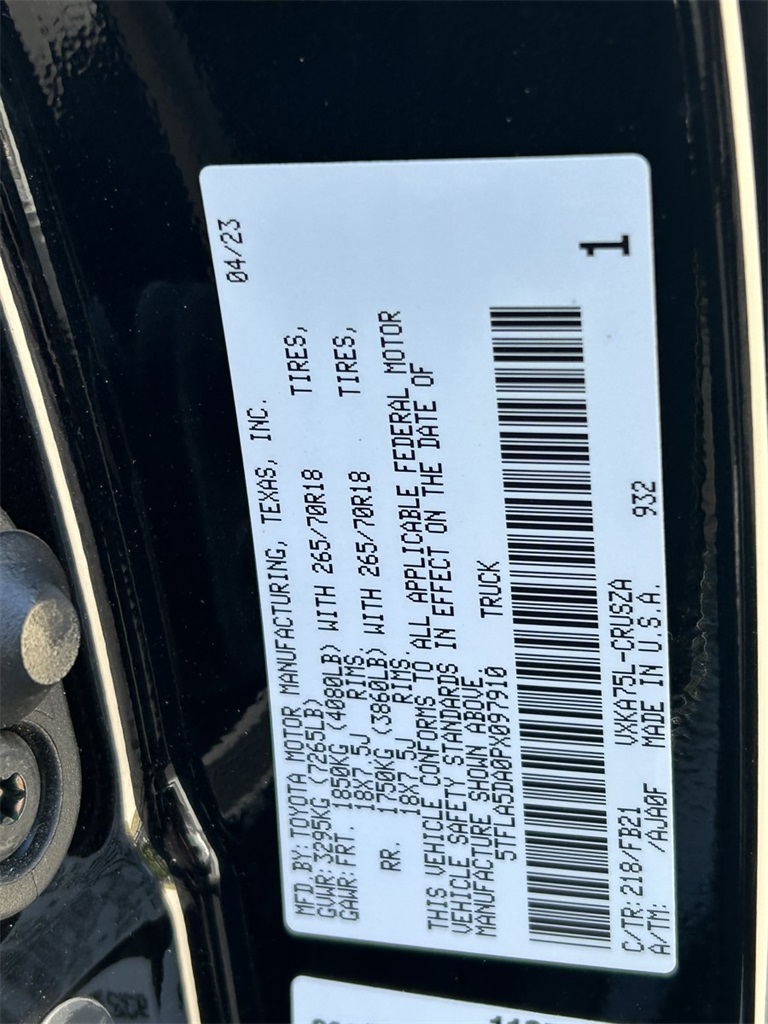 MFD.BY: TOYOTA MOTOR MANUFACTURING, TEXAS, INC. 04/23
GVWR: 3295KG (7265LB)
GAWR: FRT. 1850KG (4080LB) WITH 265/70R18 TIRES,
18X7.5J RIMS.
RR. 1750KG (3860LB) WITH 265/70R18 TIRES,
18X7.5J RIMS.
THIS VEHICLE CONFORMS TO ALL APPLICABLE FEDERAL MOTOR
VEHICLE SAFETY STANDARDS IN EFFECT ON THE DATE OF
MANUFACTURE SHOWN ABOVE.
5TFLA5DA0PX097910 TRUCK
1
C/TR: 218/FB21 VXKA75L-CRUSZA
A/TM: /AJA0F MADE IN U.S.A. 932